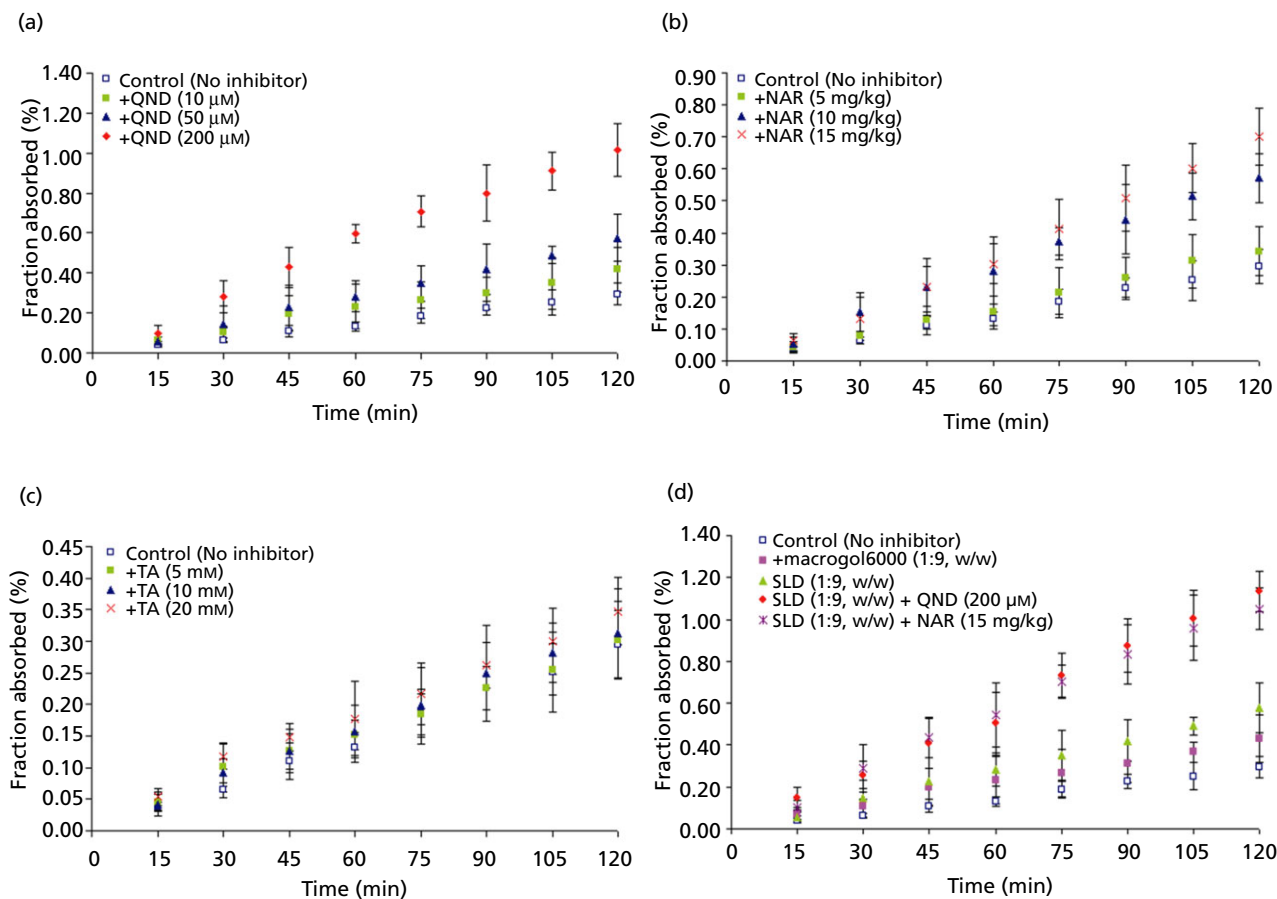 (a)
1.40
1.20
1.00
0.80
0.60
0.40
0.20
0.00
Fraction absorbed (%)
Control (No inhibitor)
+QND (10 μM)
+QND (50 μM)
+QND (200 μM)
0 15 30 45 60 75 90 105 120
Time (min)
(b)
0.90
0.80
0.70
0.60
0.50
0.40
0.30
0.20
0.10
0.00
Fraction absorbed (%)
Control (No inhibitor)
+NAR (5 mg/kg)
+NAR (10 mg/kg)
+NAR (15 mg/kg)
0 15 30 45 60 75 90 105 120
Time (min)
(c)
0.45
0.40
0.35
0.30
0.25
0.20
0.15
0.10
0.05
0.00
Fraction absorbed (%)
Control (No inhibitor)
+TA (5 mM)
+TA (10 mM)
+TA (20 mM)
0 15 30 45 60 75 90 105 120
Time (min)
(d)
1.40
1.20
1.00
0.80
0.60
0.40
0.20
0.00
Fraction absorbed (%)
Control (No inhibitor)
+macrogol6000 (1:9, w/w)
SLD (1:9, w/w)
SLD (1:9, w/w) + QND (200 μM)
SLD (1:9, w/w) + NAR (15 mg/kg)
0 15 30 45 60 75 90 105 120
Time (min)